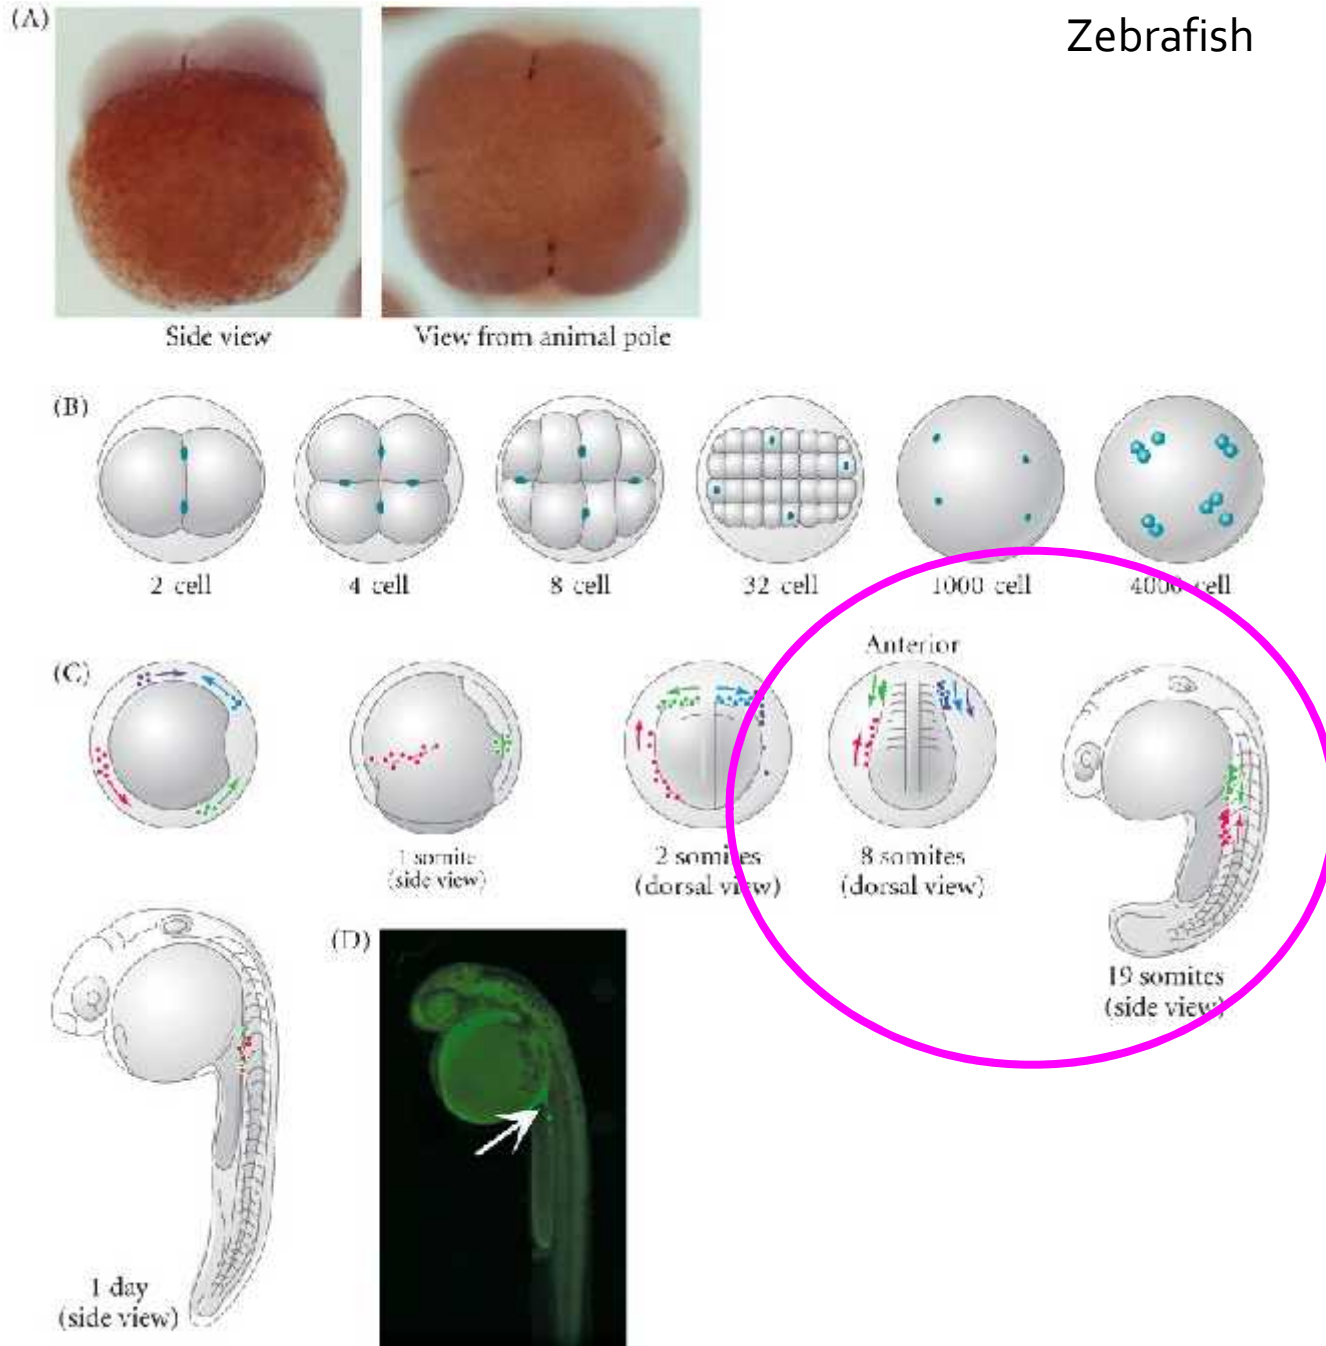 Zebrafish
(A)
Side view
View from animal pole
(B)
2 cell
4 cell
8 cell
32 cell
1000 cell
4000 cell
(C)
Anterior
1 somite
(side view)
2 somites
(dorsal view)
8 somites
(dorsal view)
19 somites
(side view)
1 day
(side view)
(D)